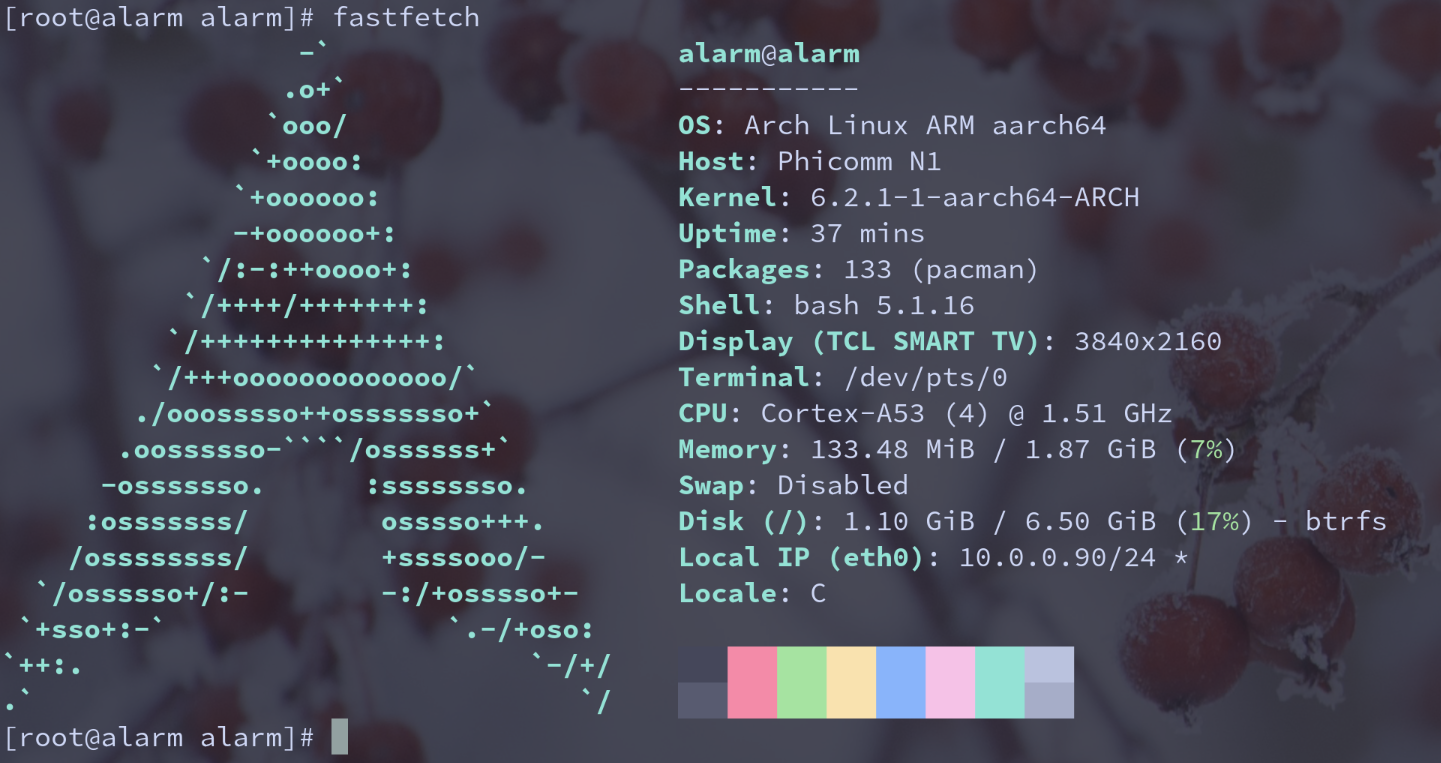 [root@alarm alarm]# fastfetch
                  -`                     alarm@alarm
                 .o+`                    -----------
                `ooo/                    OS: Arch Linux ARM aarch64
               `+oooo:                   Host: Phicomm N1
              `+oooooo:                  Kernel: 6.2.1-1-aarch64-ARCH
              -+oooooo+:                 Uptime: 37 mins
            `/:-:++oooo+:                Packages: 133 (pacman)
           `/++++/+++++++:               Shell: bash 5.1.16
          `/++++++++++++++:              Display (TCL SMART TV): 3840x2160
         `/+++ooooooooooooo/`            Terminal: /dev/pts/0
        ./ooosssso++osssssso+`           CPU: Cortex-A53 (4) @ 1.51 GHz
       .oossssso-````/ossssss+`          Memory: 133.48 MiB / 1.87 GiB (7%)
      -osssssso.      :ssssssso.         Swap: Disabled
     :osssssss/        osssso+++.        Disk (/): 1.10 GiB / 6.50 GiB (17%) - btrfs
    /ossssssss/        +ssssooo/-        Local IP (eth0): 10.0.0.90/24 *
  `/ossssso+/:-        -:/+osssso+-      Locale: C
 `+sso+:-`                 `.-/+oso:
`++:.                           `-/+/
.`                                 `/
[root@alarm alarm]#